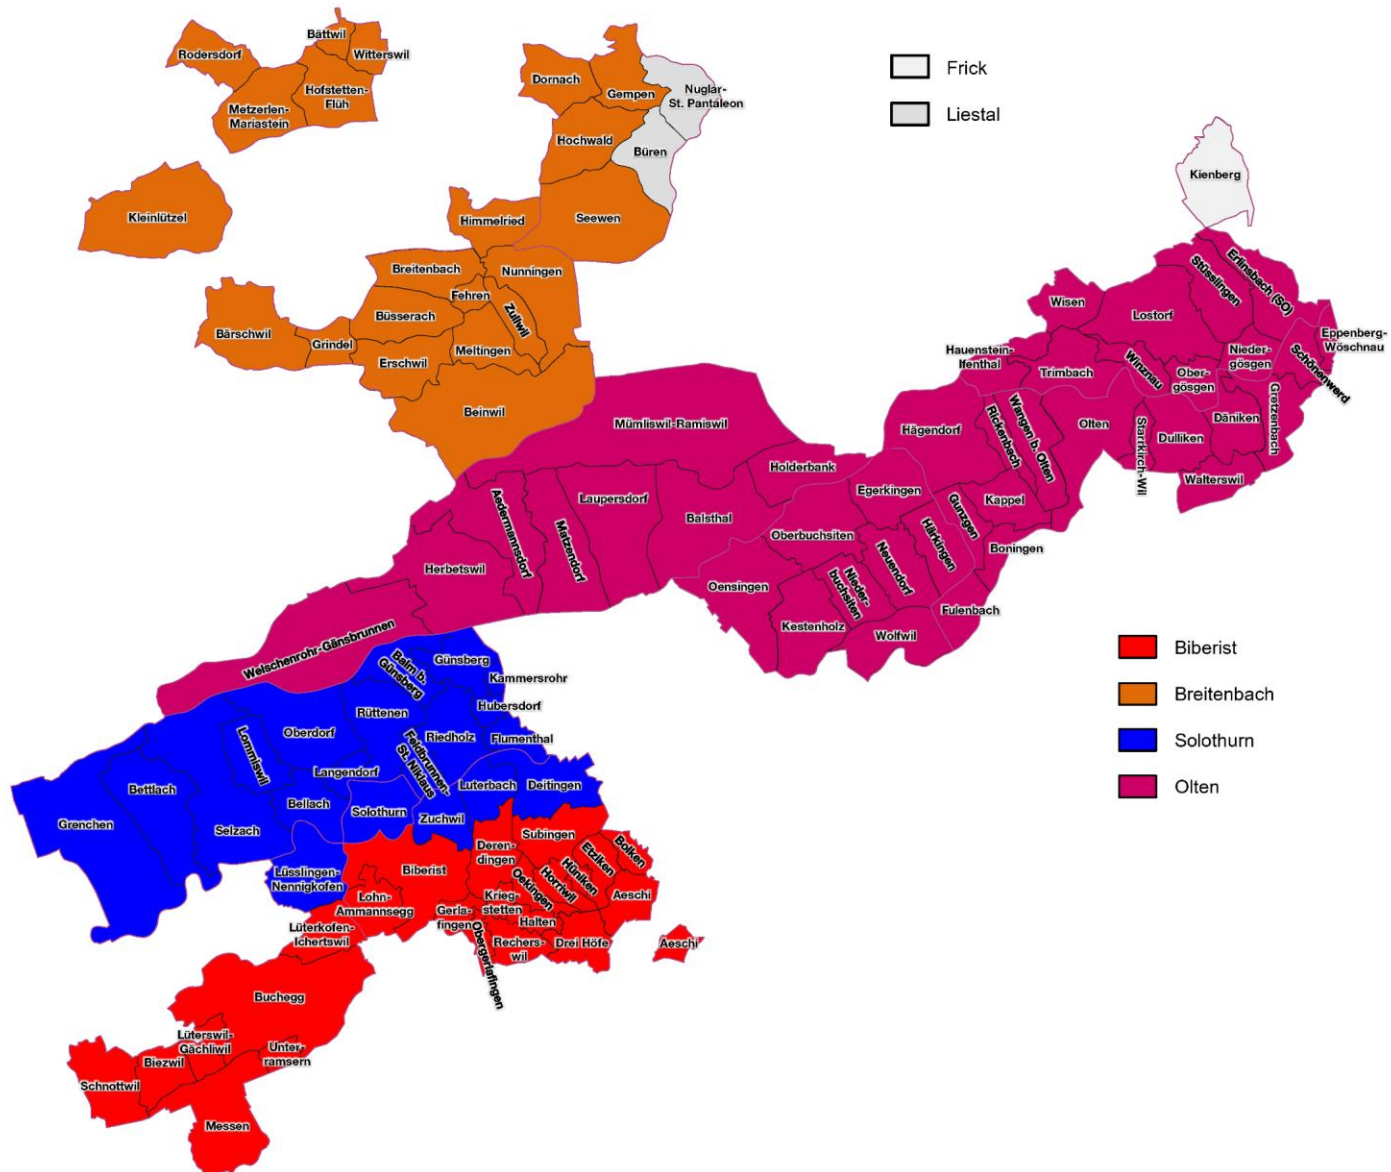 Bättwil
Rodersdorf
Witterswil
Hofstetten-
Flüh
Metzerlen-
Mariastein
Dornach
Gempen
Nuglar-
St. Pantaleon
Hochwald
Büren
Frick
Liestal
Kienberg
Kleinlützel
Himmelried
Seewen
Breitenbach
Nunningen
Fehren
Zullwil
Büsserach
Bärschwil
Grindel
Erschwil
Meltingen
Beinwil
Erlinsbach (SO)
Stüsslingen
Wisen
Lostorf
Eppenberg-
Wöschnau
Hauenstein-
Ifenthal
Trimbach
Winznau
Ober-
gösgen
Nieder-
gösgen
Schönenwerd
Mümliswil-Ramiswil
Hägendorf
Rickenbach
Wangen b. Olten
Olten
Starrkirch-Wil
Dulliken
Däniken
Gretzenbach
Walterswil
Holderbank
Egerkingen
Kappel
Gunzgen
Boningen
Aedermannsdorf
Matzendorf
Laupersdorf
Balsthal
Oberbuchsiten
Härkingen
Neuendorf
Herbetswil
Oensingen
Nieder-
buchsiten
Kestenholz
Wolfwil
Fulenbach
Welschenrohr-Gänsbrunnen
Balm b.
Günsberg
Günsberg
Kammersrohr
Rüttenen
Hubersdorf
Oberdorf
Riedholz
Flumenthal
Lommiswil
Feldbrunnen-
St. Niklaus
Langendorf
Bettlach
Bellach
Solothurn
Luterbach
Deitingen
Grenchen
Selzach
Zuchwil
Lüsslingen-
Nennigkofen
Biberist
Breitenbach
Solothurn
Olten
Biberist
Deren-
dingen
Subingen
Etziken
Bolken
Hüniken
Horriwil
Oekingen
Aeschi
Lohn-
Ammannsegg
Krieg-
stetten
Gerla-
fingen
Halten
Lüterkofen-
Ichertswil
Obergerlafingen
Rechers-
wil
Drei Höfe
Aeschi
Buchegg
Lüterswil-
Gächliwil
Unter-
ramsern
Biezwil
Schnottwil
Messen